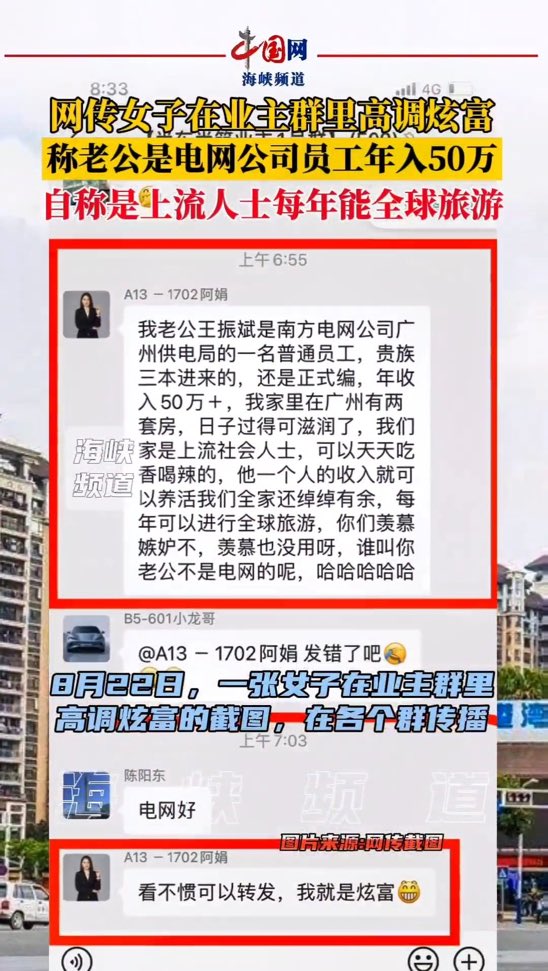 中国网
海峡频道
8:33
4G
网传女子在业主群里高调炫富
称老公是电网公司员工年入50万
自称是上流人士每年能全球旅游
上午6:55
A13 － 1702阿娟
我老公王振斌是南方电网公司广
州供电局的一名普通员工，贵族
三本进来的，还是正式编，年收
入50万＋，我家里在广州有两
套房，日子过得可滋润了，我们
家是上流社会人士，可以天天吃
香喝辣的，他一个人的收入就可
以养活我们全家还绰绰有余，每
年可以进行全球旅游，你们羡慕
嫉妒不，羡慕也没用呀，谁叫你
老公不是电网的呢，哈哈哈哈哈
海峡
频道
B5-601小龙哥
@A13 － 1702阿娟 发错了吧
8月22日，一张女子在业主群里
高调炫富的截图，在各个群传播
上午7:03
陈阳东
电网好
海峡频道
图片来源:网传截图
A13 － 1702阿娟
看不惯可以转发，我就是炫富